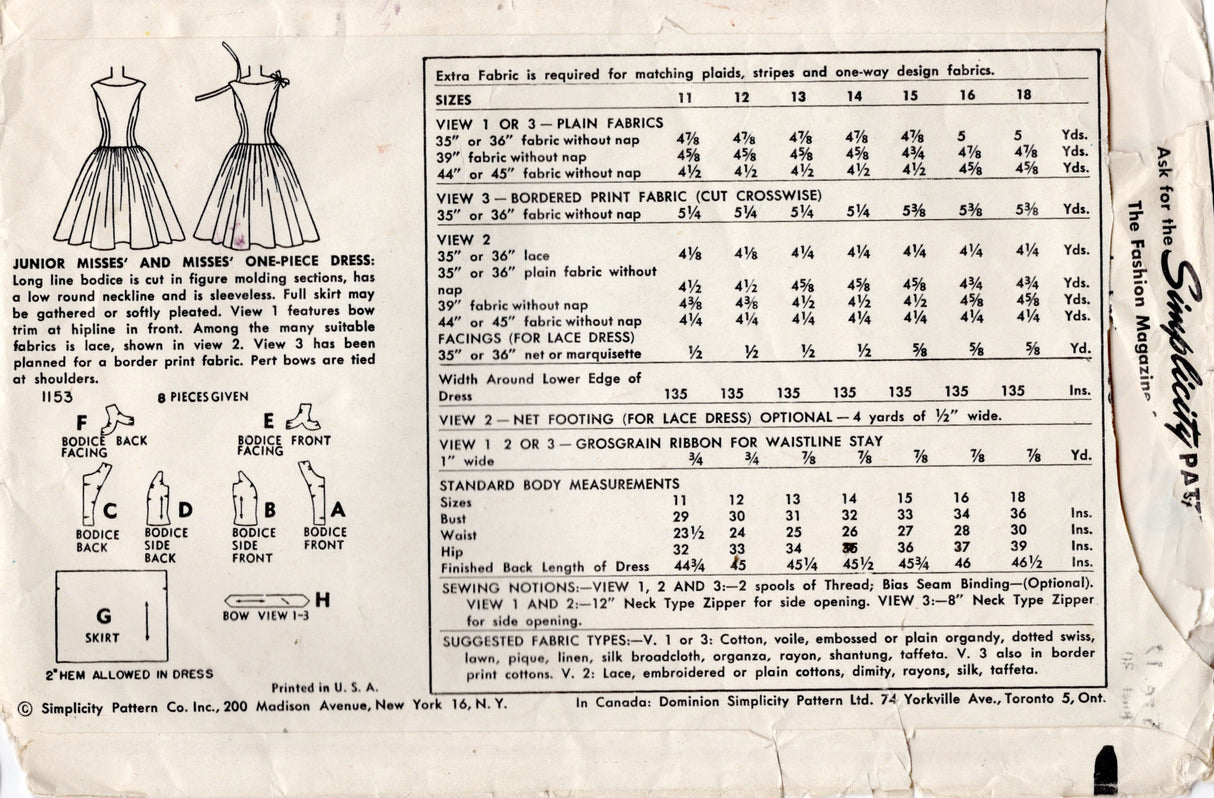 JUNIOR MISSES' AND MISSES' ONE-PIECE DRESS:
Long line bodice is cut in figure molding sections, has
a low round neckline and is sleeveless. Full skirt may
be gathered or softly pleated. View 1 features bow
trim at hipline in front. Among the many suitable
fabrics is lace, shown in view 2. View 3 has been
planned for a border print fabric. Pert bows are tied
at shoulders.
1153 8 PIECES GIVEN
F
BODICE BACK
FACING
E
BODICE FRONT
FACING
C
BODICE
BACK
D
BODICE
SIDE
BACK
B
BODICE
SIDE
FRONT
A
BODICE
FRONT
G
SKIRT
H
BOW VIEW 1-3
2" HEM ALLOWED IN DRESS
Printed in U. S. A.
Extra Fabric is required for matching plaids, stripes and one-way design fabrics.
SIZES 11 12 13 14 15 16 18
VIEW 1 OR 3 — PLAIN FABRICS
35" or 36" fabric without nap 4⅞ 4⅞ 4⅞ 4⅞ 4⅞ 5 5 Yds.
39" fabric without nap 4⅝ 4⅝ 4⅝ 4⅝ 4¾ 4⅞ 4⅞ Yds.
44" or 45" fabric without nap 4½ 4½ 4½ 4½ 4½ 4⅝ 4⅝ Yds.
VIEW 3 — BORDERED PRINT FABRIC (CUT CROSSWISE)
35" or 36" fabric without nap 5¼ 5¼ 5¼ 5¼ 5⅜ 5⅜ 5⅜ Yds.
VIEW 2
35" or 36" lace 4⅛ 4⅛ 4¼ 4¼ 4¼ 4¼ 4¼ Yds.
35" or 36" plain fabric without
nap 4½ 4½ 4⅝ 4⅝ 4⅝ 4¾ 4¾ Yds.
39" fabric without nap 4⅜ 4⅜ 4½ 4½ 4½ 4⅝ 4⅝ Yds.
44" or 45" fabric without nap 4¼ 4¼ 4¼ 4¼ 4¼ 4¼ 4¼ Yds.
FACINGS (FOR LACE DRESS)
35" or 36" net or marquisette ½ ½ ½ ½ ⅝ ⅝ ⅝ Yd.
Width Around Lower Edge of
Dress 135 135 135 135 135 135 135 Ins.
VIEW 2 — NET FOOTING (FOR LACE DRESS) OPTIONAL — 4 yards of ½" wide.
VIEW 1 2 OR 3 — GROSGRAIN RIBBON FOR WAISTLINE STAY
1" wide ¾ ¾ ⅞ ⅞ ⅞ ⅞ ⅞ Yd.
STANDARD BODY MEASUREMENTS
Sizes 11 12 13 14 15 16 18
Bust 29 30 31 32 33 34 36 Ins.
Waist 23½ 24 25 26 27 28 30 Ins.
Hip 32 33 34 36 37 39 Ins.
Finished Back Length of Dress 44¾ 45 45¼ 45½ 45¾ 46 46½ Ins.
SEWING NOTIONS:—VIEW 1, 2 AND 3:—2 spools of Thread; Bias Seam Binding—(Optional).
VIEW 1 AND 2:—12" Neck Type Zipper for side opening. VIEW 3:—8" Neck Type Zipper
for side opening.
SUGGESTED FABRIC TYPES:—V. 1 or 3: Cotton, voile, embossed or plain organdy, dotted swiss,
lawn, pique, linen, silk broadcloth, organza, rayon, shantung, taffeta. V. 3 also in border
print cottons. V. 2: Lace, embroidered or plain cottons, dimity, rayons, silk, taffeta.
© Simplicity Pattern Co. Inc., 200 Madison Avenue, New York 16, N. Y. In Canada: Dominion Simplicity Pattern Ltd. 74 Yorkville Ave., Toronto 5, Ont.
Ask for the Simplicity PATT
The Fashion Magazin